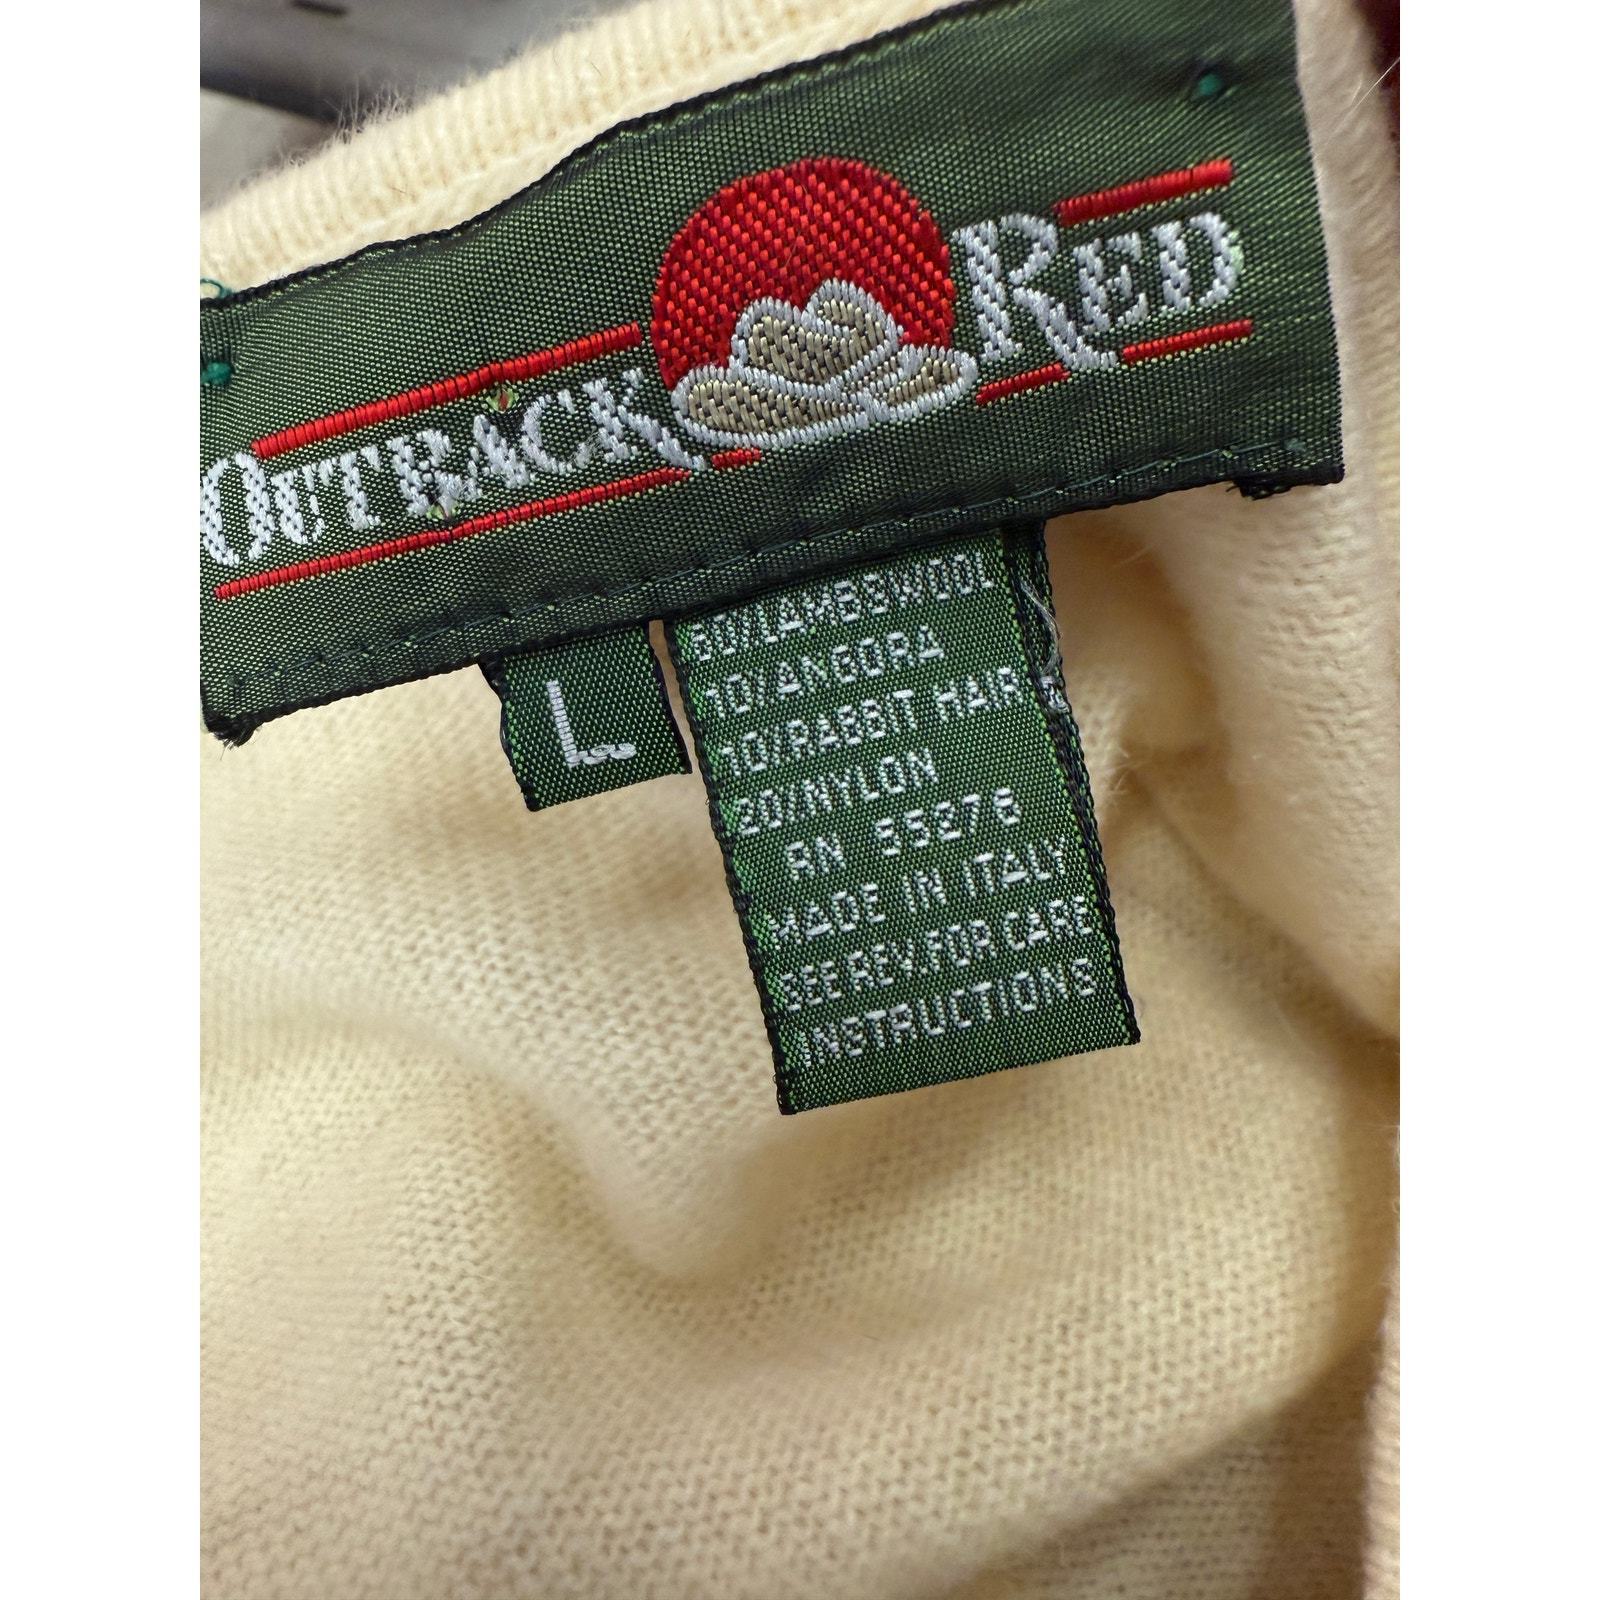 OUTBACK RED
L
60%LAMBSWOOL
10%ANGORA
10%RABBIT HAIR
20%NYLON
RN 55276
MADE IN ITALY
SEE REV. FOR CARE
INSTRUCTIONS